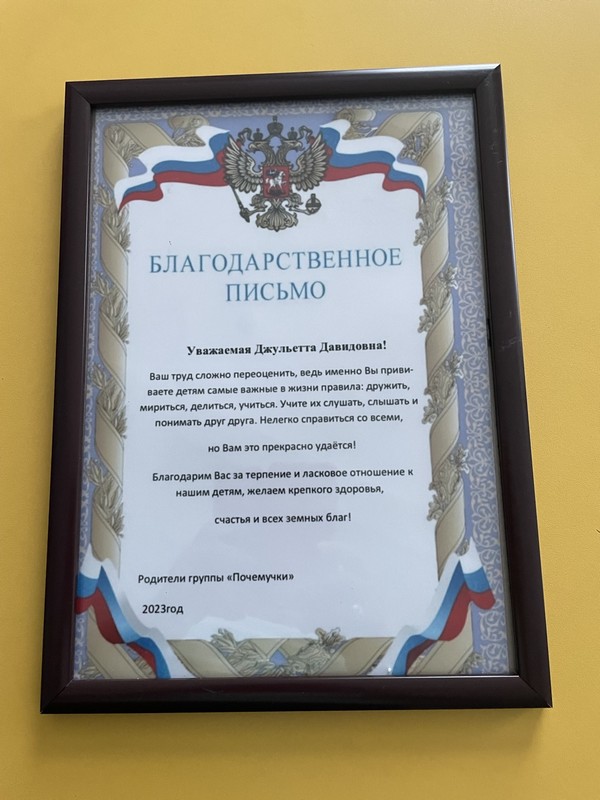 БЛАГОДАРСТВЕННОЕ
ПИСЬМО
Уважаемая Джульетта Давидовна!
Ваш труд сложно переоценить, ведь именно Вы приви-
ваете детям самые важные в жизни правила: дружить,
мириться, делиться, учиться. Учите их слушать, слышать и
понимать друг друга. Нелегко справиться со всеми,
но Вам это прекрасно удаётся!
Благодарим Вас за терпение и ласковое отношение к
нашим детям, желаем крепкого здоровья,
счастья и всех земных благ!
Родители группы «Почемучки»
2023год